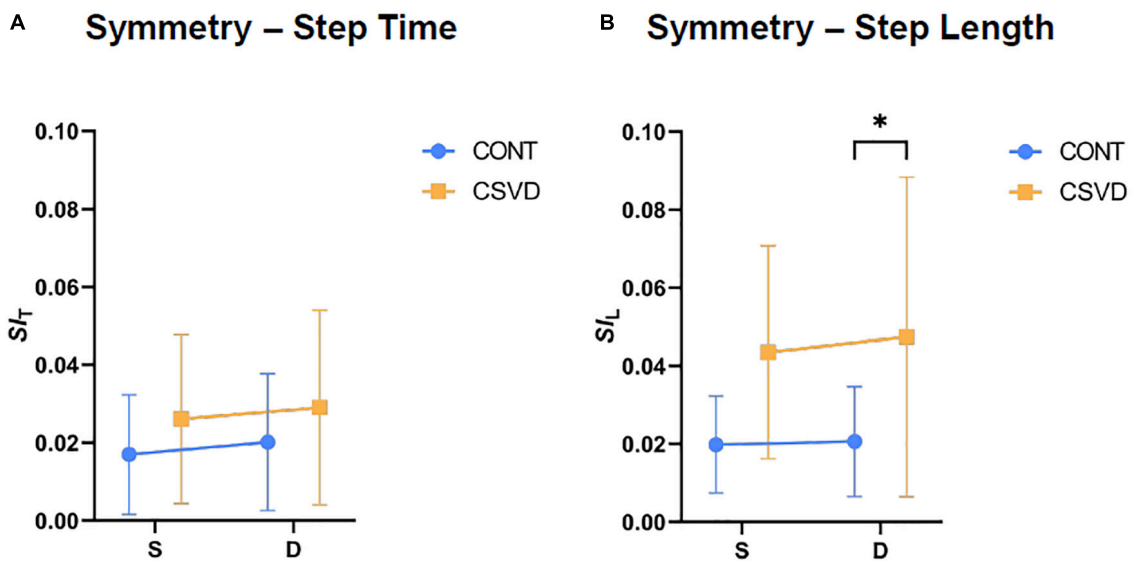 A Symmetry – Step Time
CONT
CSVD
0.10
0.08
0.06
0.04
0.02
0.00
SIT
S D
B Symmetry – Step Length
*
CONT
CSVD
0.10
0.08
0.06
0.04
0.02
0.00
SIL
S D